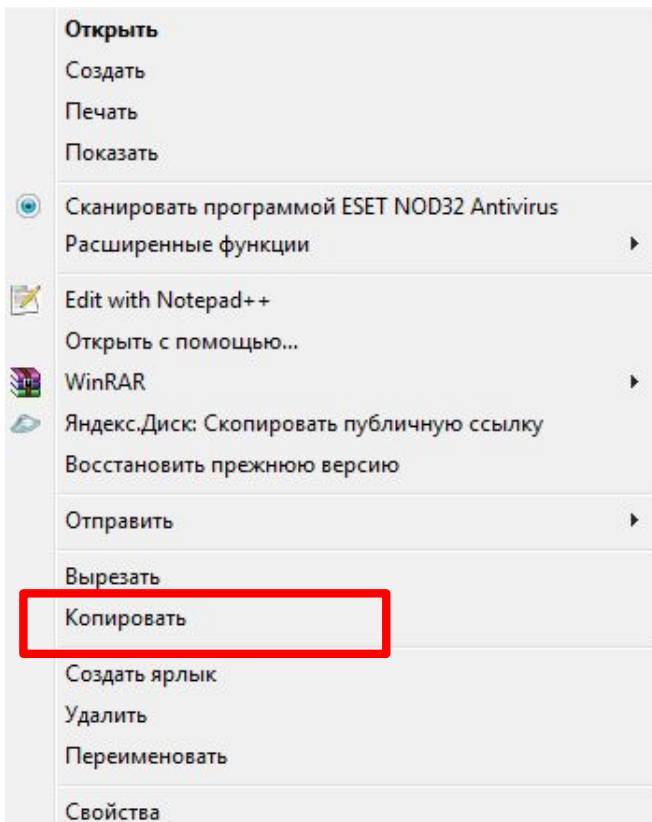 Открыть
Создать
Печать
Показать
Сканировать программой ESET NOD32 Antivirus
Расширенные функции
Edit with Notepad++
Открыть с помощью...
WinRAR
Яндекс.Диск: Скопировать публичную ссылку
Восстановить прежнюю версию
Отправить
Вырезать
Копировать
Создать ярлык
Удалить
Переименовать
Свойства